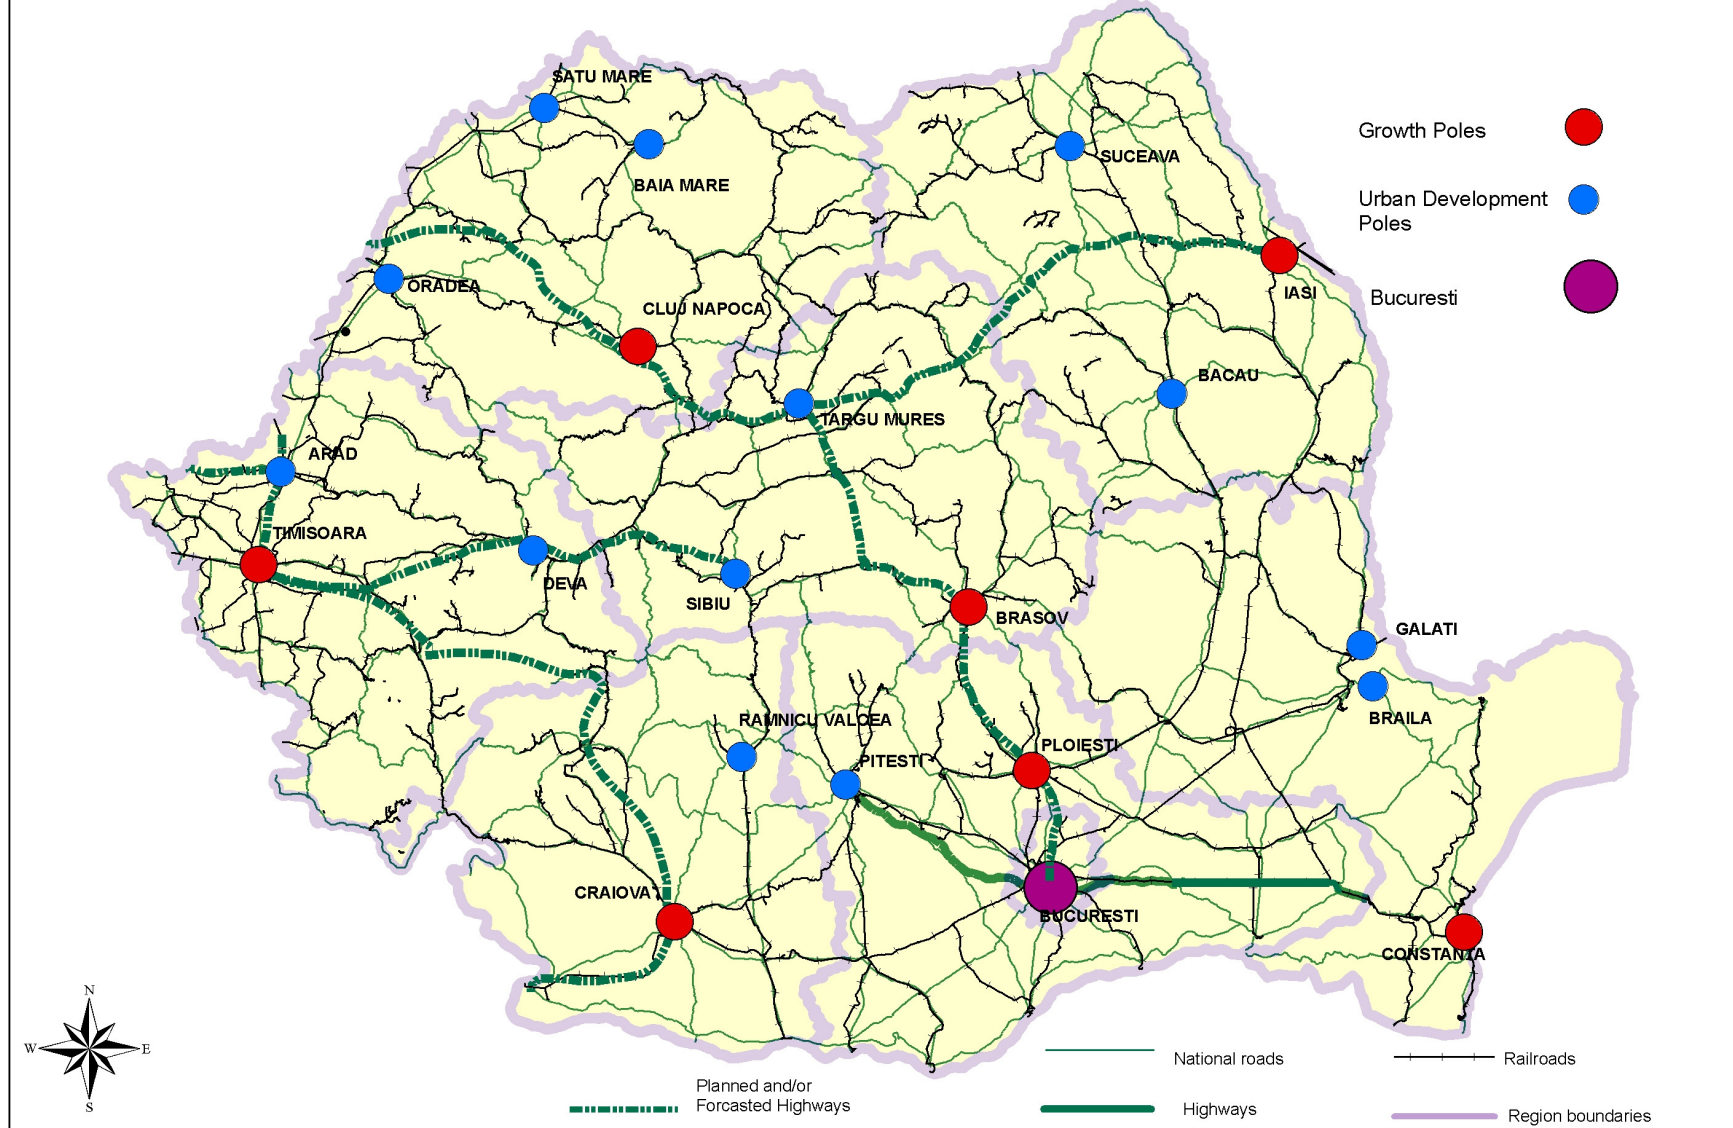 SATU MARE
BAIA MARE
SUCEAVA
Growth Poles
Urban Development
Poles
Bucuresti
ORADEA
CLUJ NAPOCA
IASI
BACAU
TARGU MURES
ARAD
TIMISOARA
DEVA
SIBIU
BRASOV
GALATI
BRAILA
RAMNICU VALCEA
PLOIESTI
PITESTI
CRAIOVA
BUCURESTI
CONSTANTA
N
W
E
S
National roads
Railroads
Planned and/or
Forcasted Highways
Highways
Region boundaries